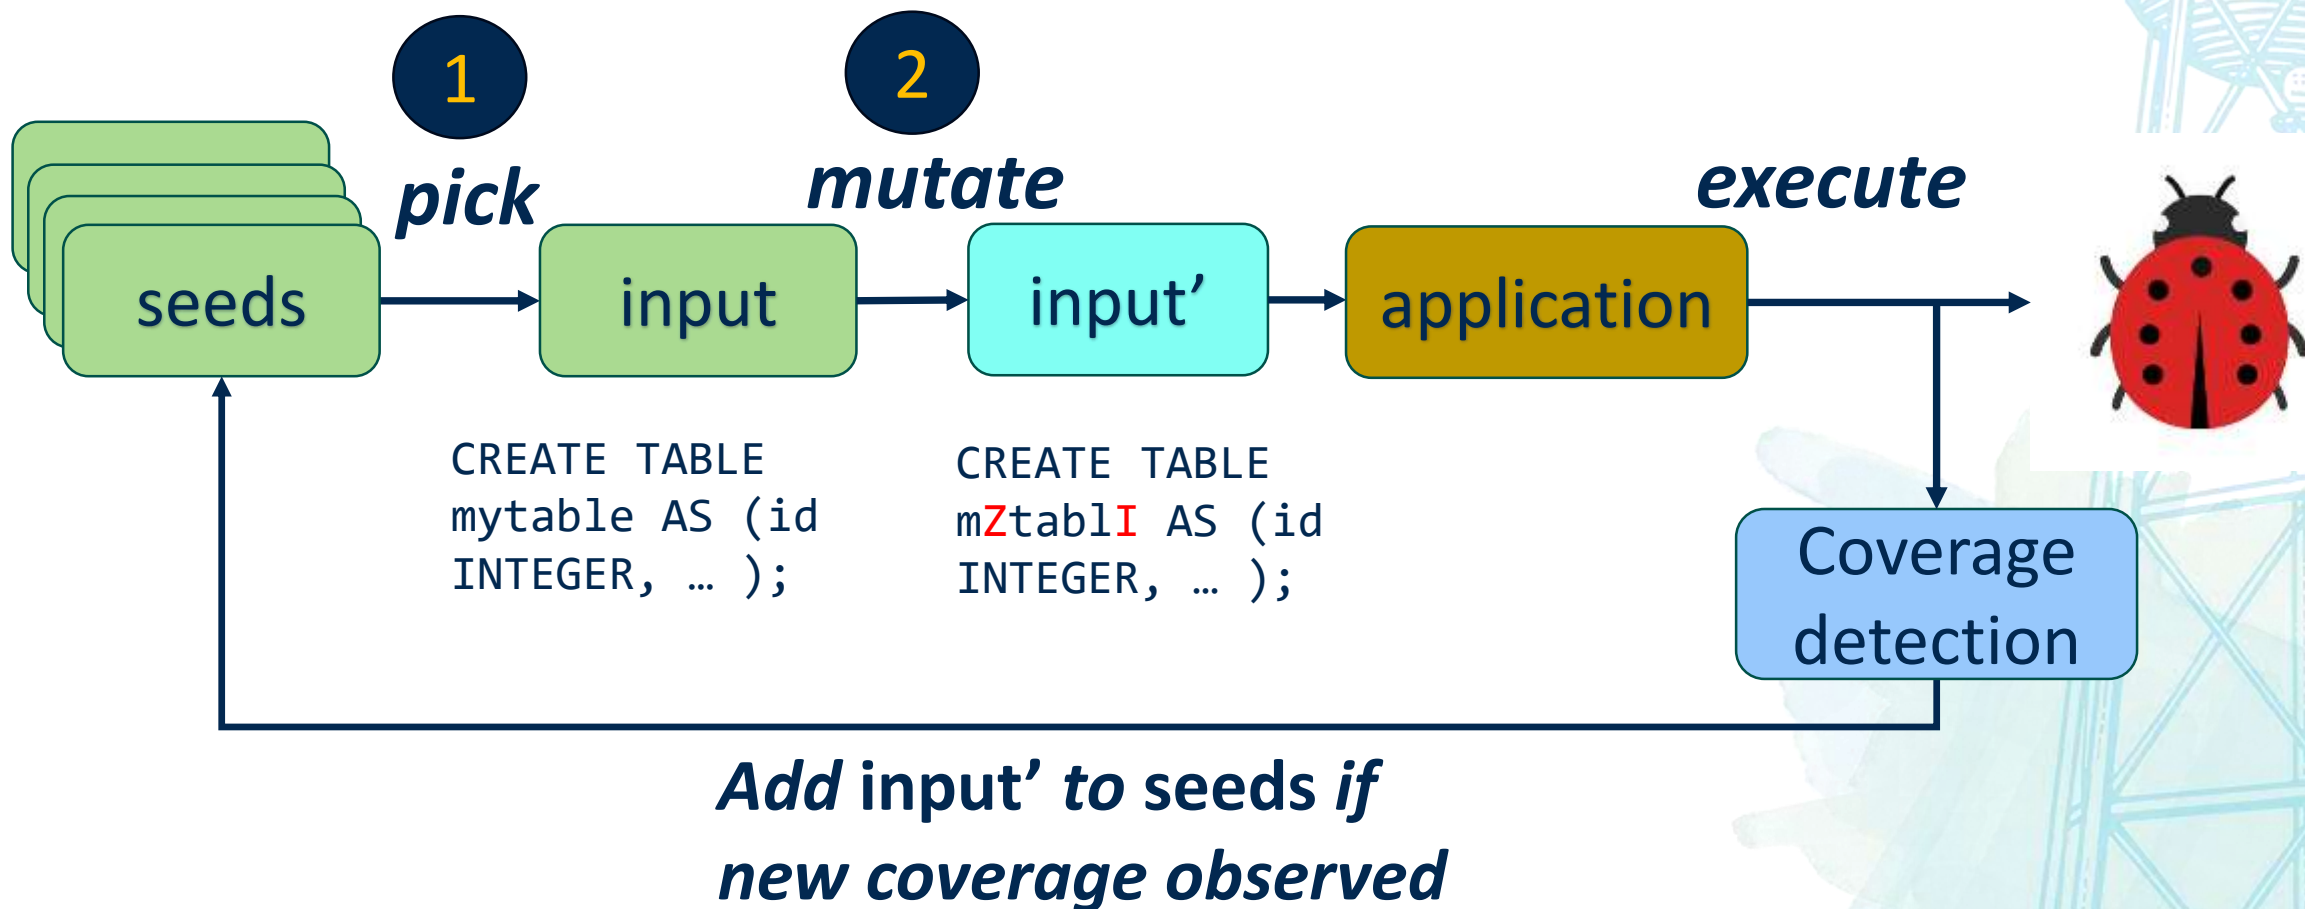 1
2
pick
mutate
execute
seeds
input
input’
application
CREATE TABLE
mytable AS (id
INTEGER, … );
CREATE TABLE
mZtablI AS (id
INTEGER, … );
Coverage
detection
Add input’ to seeds if
new coverage observed